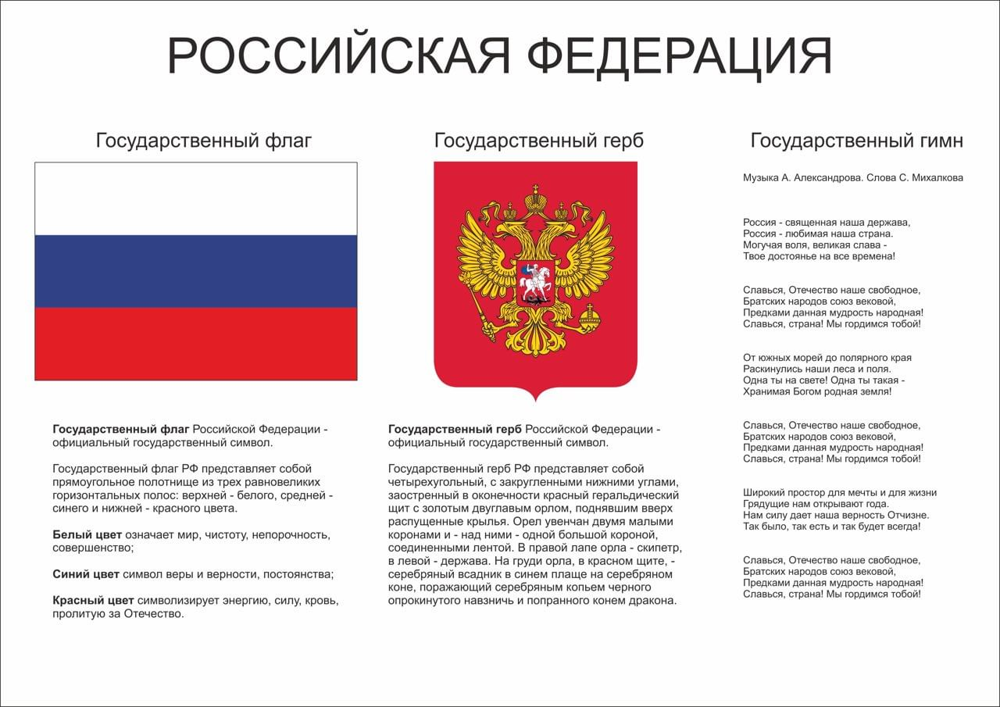 РОССИЙСКАЯ ФЕДЕРАЦИЯ
Государственный флаг
Государственный флаг Российской Федерации -
официальный государственный символ.
Государственный флаг РФ представляет собой
прямоугольное полотнище из трех равновеликих
горизонтальных полос: верхней - белого, средней -
синего и нижней - красного цвета.
Белый цвет означает мир, чистоту, непорочность,
совершенство;
Синий цвет символ веры и верности, постоянства;
Красный цвет символизирует энергию, силу, кровь,
пролитую за Отечество.
Государственный герб
Государственный герб Российской Федерации -
официальный государственный символ.
Государственный герб РФ представляет собой
четырехугольный, с закругленными нижними углами,
заостренный в оконечности красный геральдический
щит с золотым двуглавым орлом, поднявшим вверх
распущенные крылья. Орел увенчан двумя малыми
коронами и - над ними - одной большой короной,
соединенными лентой. В правой лапе орла - скипетр,
в левой - держава. На груди орла, в красном щите, -
серебряный всадник в синем плаще на серебряном
коне, поражающий серебряным копьем черного
опрокинутого навзничь и попранного конем дракона.
Государственный гимн
Музыка А. Александрова. Слова С. Михалкова
Россия - священная наша держава,
Россия - любимая наша страна.
Могучая воля, великая слава -
Твое достоянье на все времена!
Славься, Отечество наше свободное,
Братских народов союз вековой,
Предками данная мудрость народная!
Славься, страна! Мы гордимся тобой!
От южных морей до полярного края
Раскинулись наши леса и поля.
Одна ты на свете! Одна ты такая -
Хранимая Богом родная земля!
Славься, Отечество наше свободное,
Братских народов союз вековой,
Предками данная мудрость народная!
Славься, страна! Мы гордимся тобой!
Широкий простор для мечты и для жизни
Грядущие нам открывают года.
Нам силу дает наша верность Отчизне.
Так было, так есть и так будет всегда!
Славься, Отечество наше свободное,
Братских народов союз вековой,
Предками данная мудрость народная!
Славься, страна! Мы гордимся тобой!